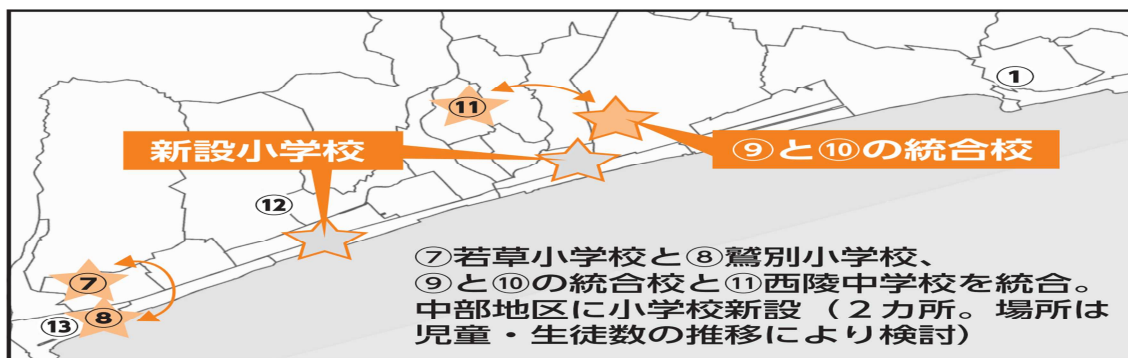 ①
⑪
新設小学校
⑨と⑩の統合校
⑫
⑦
⑧
⑬
⑦若草小学校と⑧鷲別小学校、
⑨と⑩の統合校と⑪西陵中学校を統合。
中部地区に小学校新設（２カ所。場所は
児童・生徒数の推移により検討）